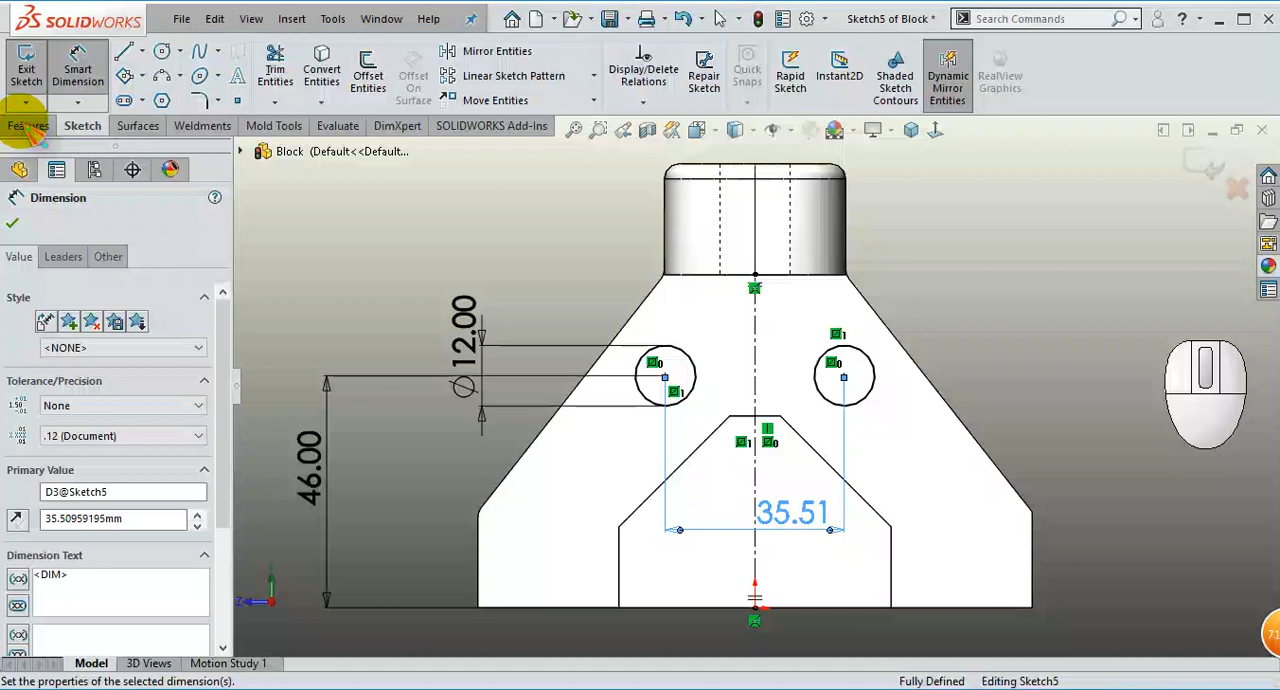 SOLIDWORKS File Edit View Insert Tools Window Help Sketch5 of Block * Search Commands ?
Exit Sketch Smart Dimension Trim Entities Convert Entities Offset Entities Offset On Surface Mirror Entities Linear Sketch Pattern Move Entities Display/Delete Relations Repair Sketch Quick Snaps Rapid Sketch Instant2D Shaded Sketch Contours Dynamic Mirror Entities RealView Graphics
Features Sketch Surfaces Weldments Mold Tools Evaluate DimXpert SOLIDWORKS Add-Ins
Block (Default<<Default...
Dimension
Value Leaders Other
Style
<NONE>
Tolerance/Precision
None
.12 (Document)
Primary Value
D3@Sketch5
35.50959195mm
Dimension Text
<DIM>
Ø 12.00
46.00
35.51
Z
71
Model 3D Views Motion Study 1
Set the properties of the selected dimension(s). Fully Defined Editing Sketch5